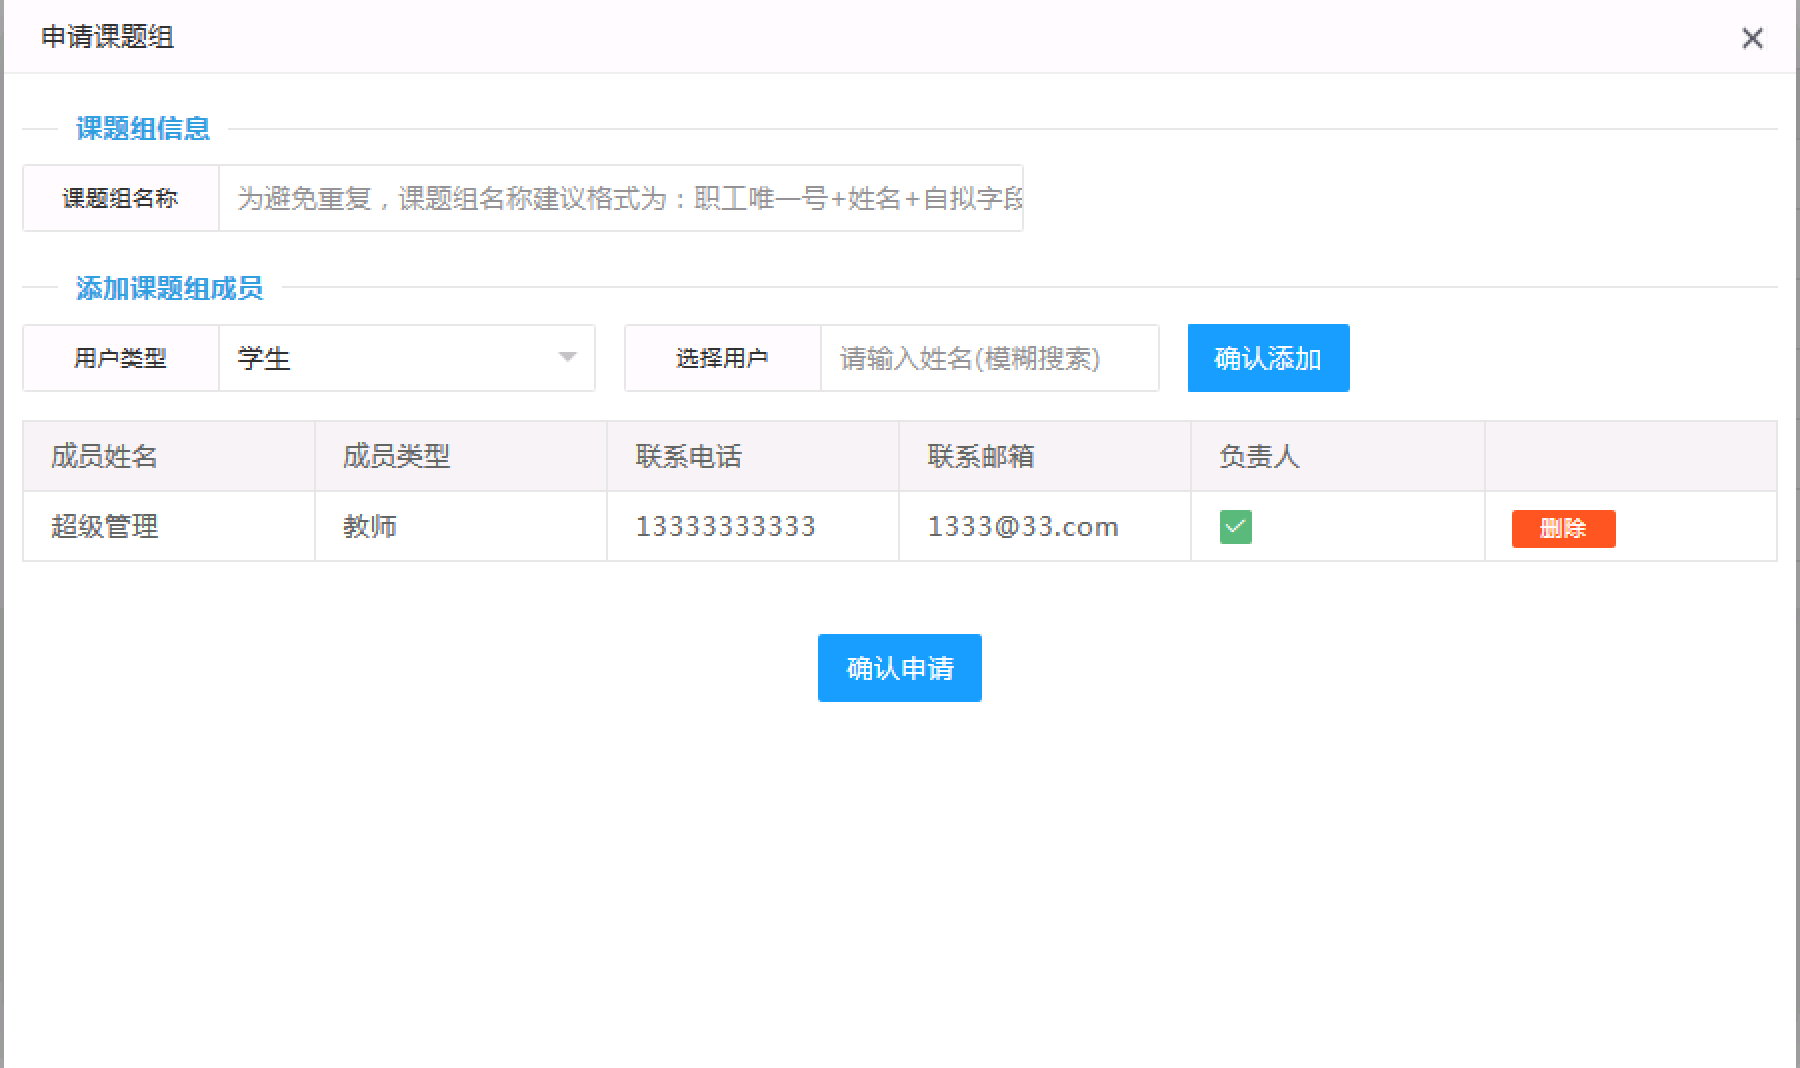 申请课题组
课题组信息
课题组名称 为避免重复，课题组名称建议格式为：职工唯一号+姓名+自拟字段
添加课题组成员
用户类型 学生 选择用户 请输入姓名(模糊搜索) 确认添加
成员姓名 成员类型 联系电话 联系邮箱 负责人
超级管理 教师 13333333333 1333@33.com 删除
确认申请